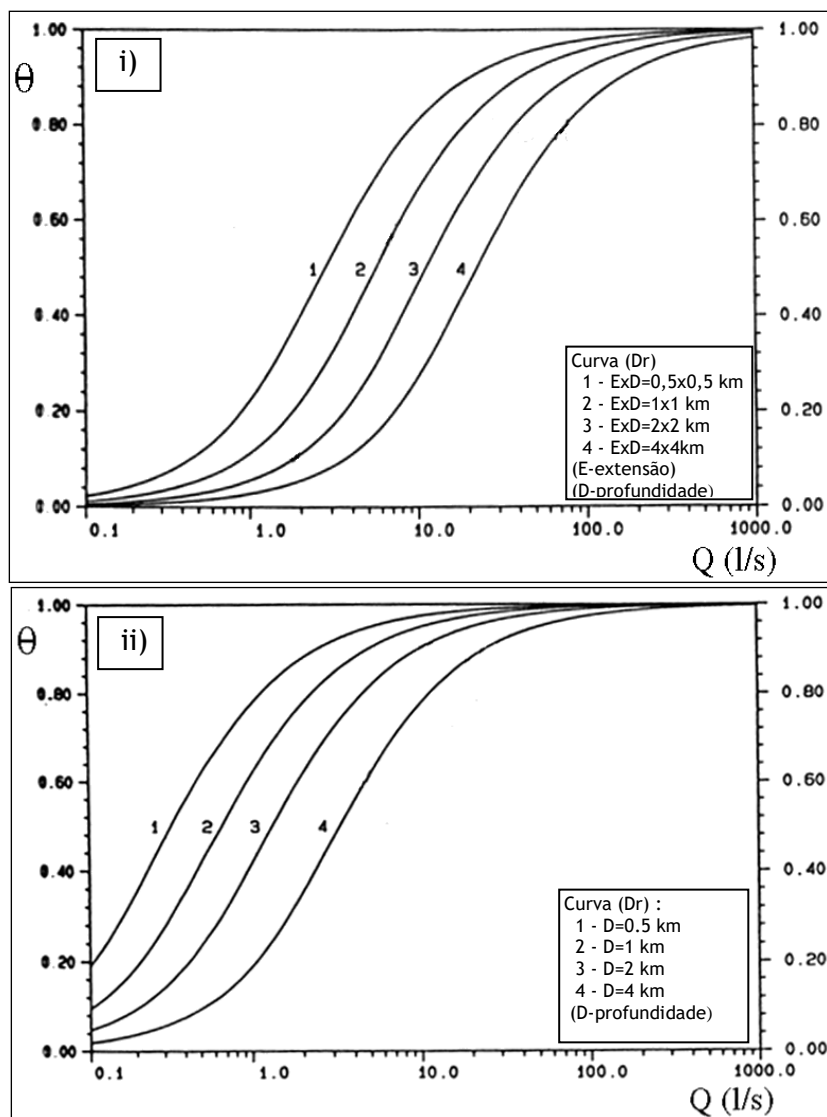 i)
θ
1.00
0.80
0.60
0.40
0.20
0.00
1.00
0.80
0.60
0.40
0.20
0.00
1
2
3
4
Curva (Dr)
1 - ExD=0,5x0,5 km
2 - ExD=1x1 km
3 - ExD=2x2 km
4 - ExD=4x4km
(E-extensão)
(D-profundidade)
0.1
1.0
10.0
100.0
1000.0
Q (l/s)
ii)
θ
1.00
0.80
0.60
0.40
0.20
0.00
1.00
0.80
0.60
0.40
0.20
0.00
1
2
3
4
Curva (Dr) :
1 - D=0.5 km
2 - D=1 km
3 - D=2 km
4 - D=4 km
(D-profundidade)
0.1
1.0
10.0
100.0
1000.0
Q (l/s)